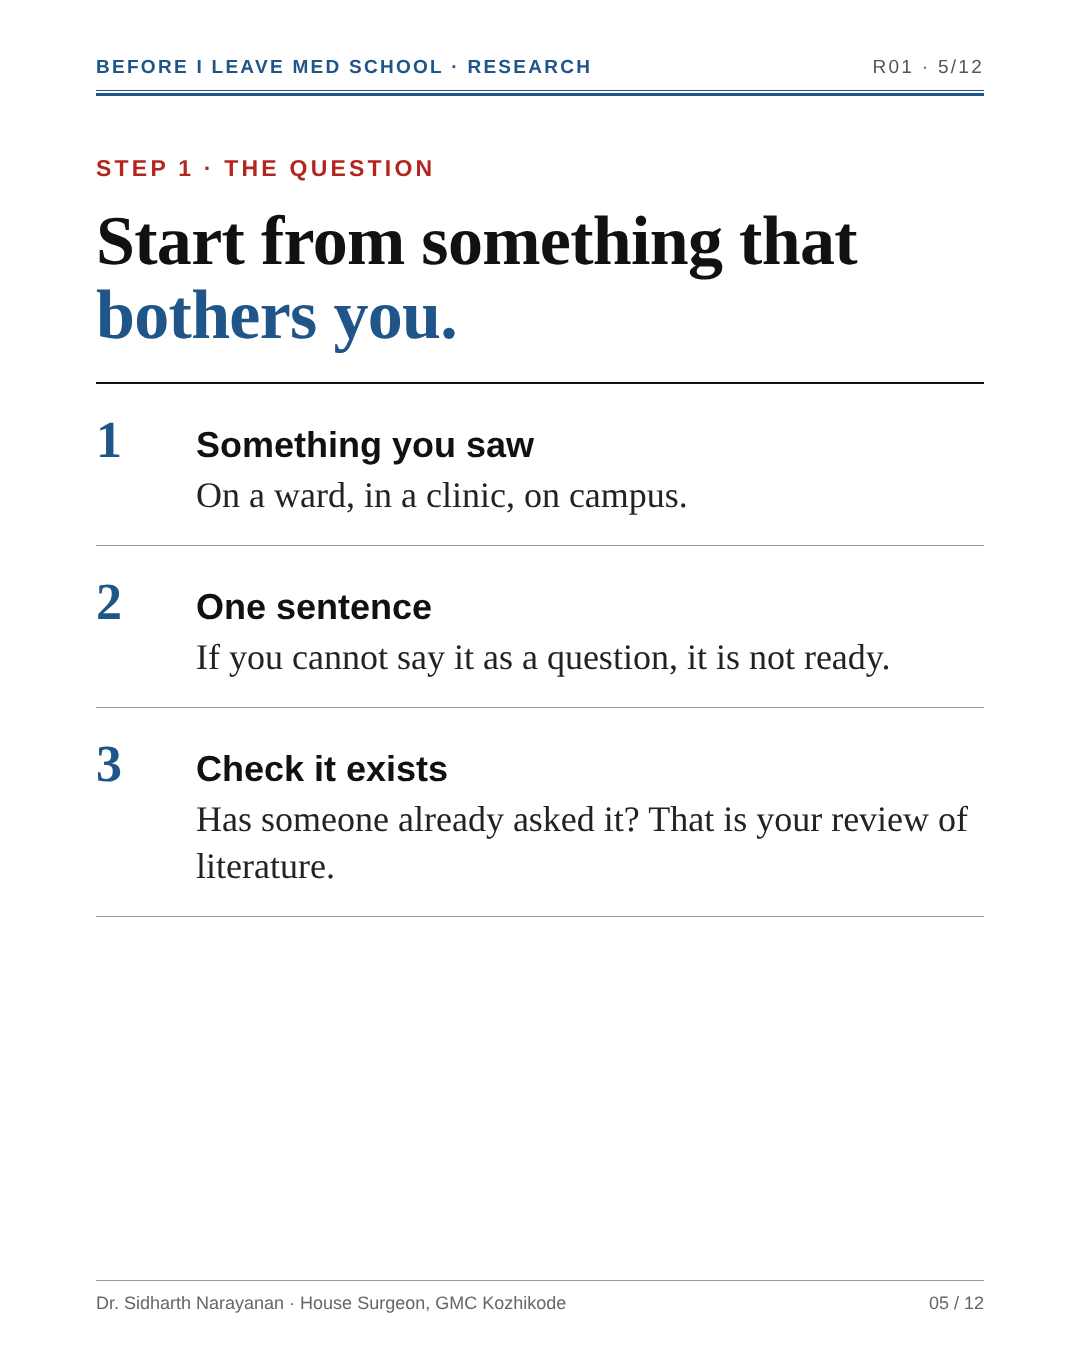 BEFORE I LEAVE MED SCHOOL · RESEARCH
R01 · 5/12
STEP 1 · THE QUESTION
Start from something that
bothers you.
1
Something you saw
On a ward, in a clinic, on campus.
2
One sentence
If you cannot say it as a question, it is not ready.
3
Check it exists
Has someone already asked it? That is your review of
literature.
Dr. Sidharth Narayanan · House Surgeon, GMC Kozhikode
05 / 12